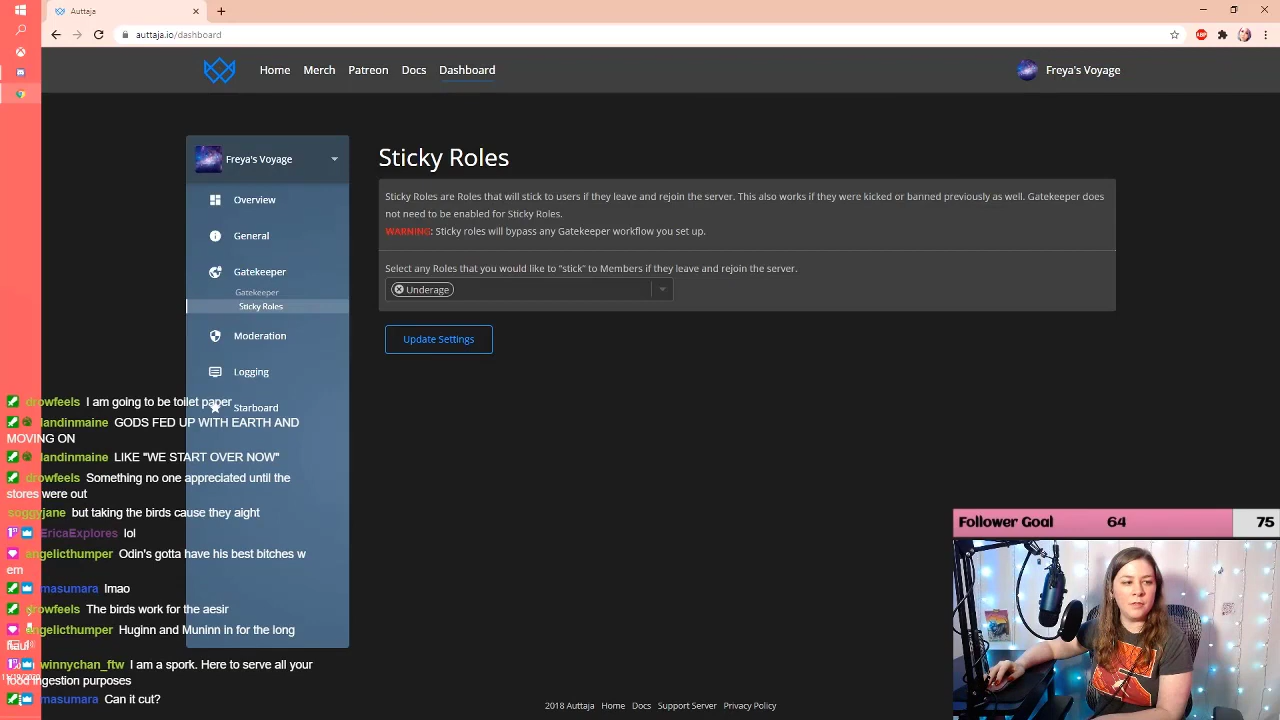 Auttaja
auttaja.io/dashboard
ABP
Home Merch Patreon Docs Dashboard
Freya's Voyage
Freya's Voyage
Overview
General
Gatekeeper
Gatekeeper
Sticky Roles
Moderation
Logging
Starboard
Sticky Roles
Sticky Roles are Roles that will stick to users if they leave and rejoin the server. This also works if they were kicked or banned previously as well. Gatekeeper does
not need to be enabled for Sticky Roles.
WARNING: Sticky roles will bypass any Gatekeeper workflow you set up.
Select any Roles that you would like to "stick" to Members if they leave and rejoin the server.
Underage
Update Settings
drowfeels I am going to be toilet paper
landinmaine GODS FED UP WITH EARTH AND
MOVING ON
landinmaine LIKE "WE START OVER NOW"
drowfeels Something no one appreciated until the
stores were out
soggyjane but taking the birds cause they aight
EricaExplores lol
angelicthumper Odin's gotta have his best bitches w
em
masumara lmao
drowfeels The birds work for the aesir
angelicthumper Huginn and Muninn in for the long
haul
winnychan_ftw I am a spork. Here to serve all your
food ingestion purposes
masumara Can it cut?
Follower Goal 64 75
2018 Auttaja Home Docs Support Server Privacy Policy